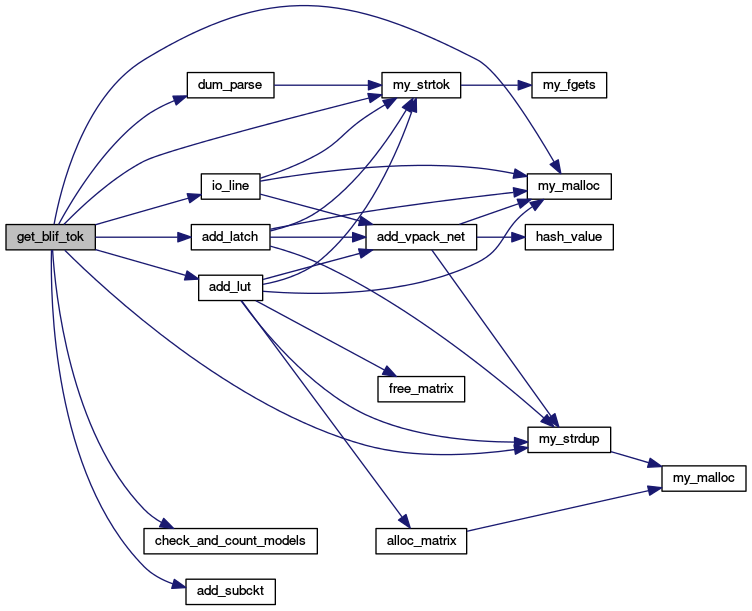 dum_parse
my_strtok
my_fgets
io_line
my_malloc
get_blif_tok
add_latch
add_vpack_net
hash_value
add_lut
free_matrix
my_strdup
my_malloc
check_and_count_models
alloc_matrix
add_subckt